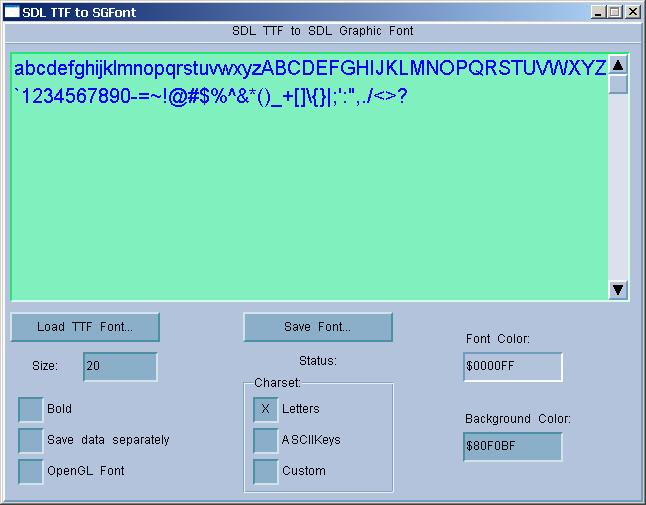 SDL TTF to SGFont
SDL TTF to SDL Graphic Font
abcdefghijklmnopqrstuvwxyzABCDEFGHIJKLMNOPQRSTUVWXYZ
`1234567890-=~!@#$%^&*()_+[]\{}|;':",./<>?
Load TTF Font...
Save Font...
Font Color:
Size: 20
Status:
$0000FF
Charset:
Bold
X Letters
Background Color:
Save data separately
ASCIIKeys
$80F0BF
OpenGL Font
Custom